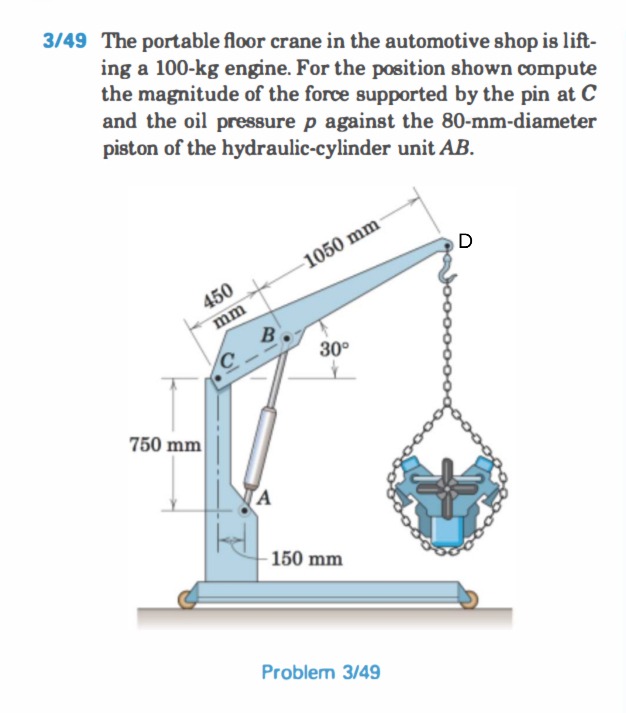 3/49 The portable floor crane in the automotive shop is lift-
ing a 100-kg engine. For the position shown compute
the magnitude of the force supported by the pin at C
and the oil pressure p against the 80-mm-diameter
piston of the hydraulic-cylinder unit AB.
D
1050 mm
450
mm
B
30°
C
750 mm
A
150 mm
Problem 3/49